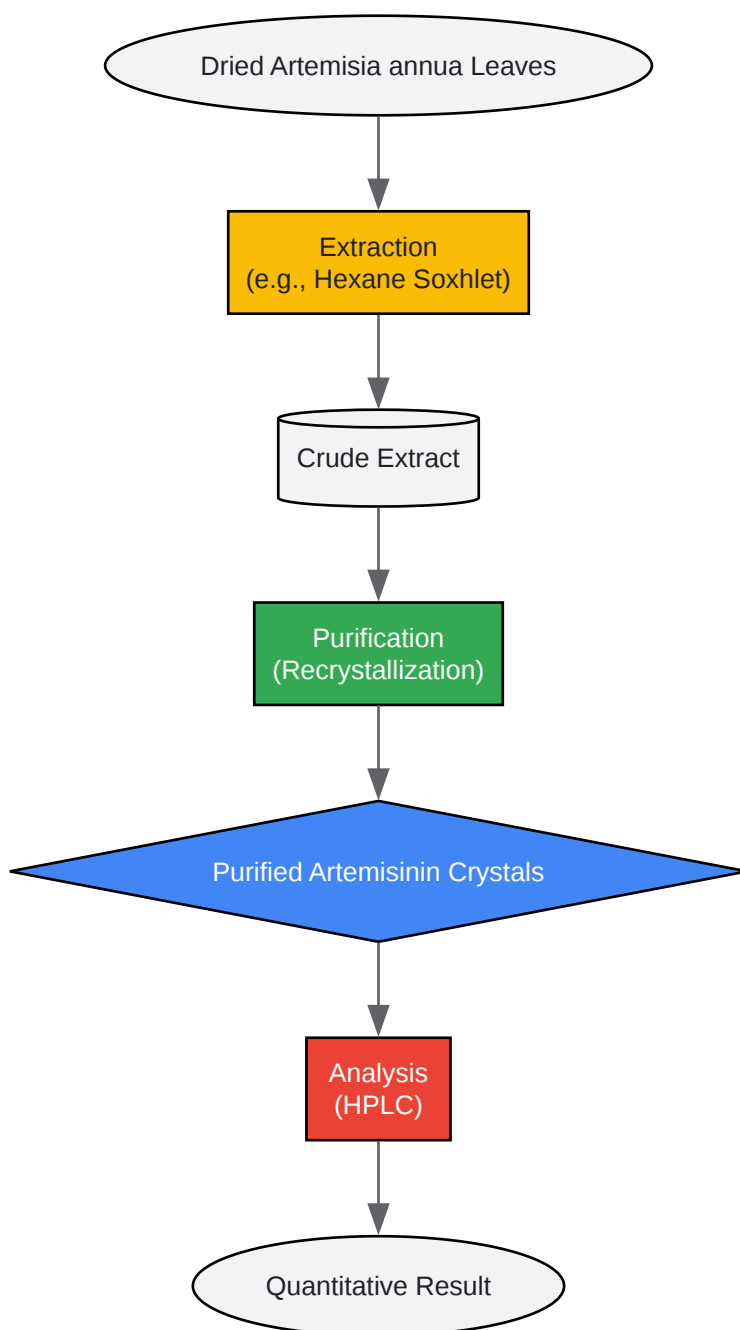 Dried Artemisia annua Leaves
Extraction
(e.g., Hexane Soxhlet)
Crude Extract
Purification
(Recrystallization)
Purified Artemisinin Crystals
Analysis
(HPLC)
Quantitative Result